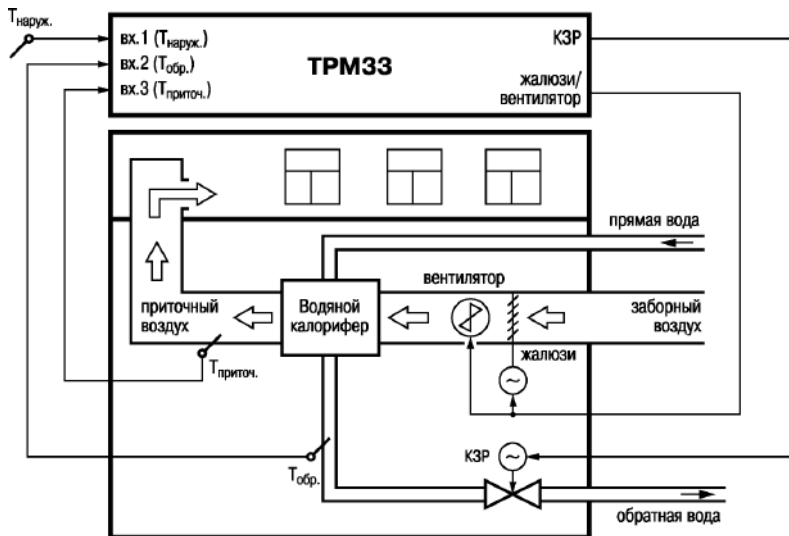 Тнаруж.
вх.1 (Тнаруж.)
вх.2 (Тобр.)
вх.3 (Тприточ.)
ТРМ33
КЗР
жалюзи/
вентилятор
прямая вода
вентилятор
приточный
воздух
Водяной
калорифер
заборный
воздух
жалюзи
Тприточ.
Тобр.
КЗР
обратная вода